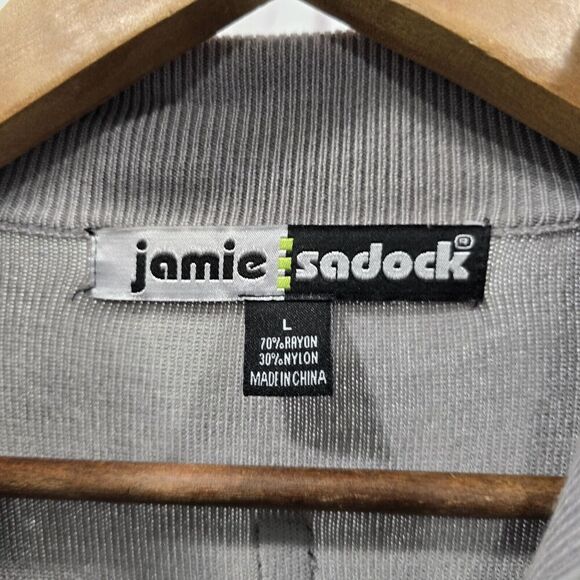 jamie sadock®
L
70% RAYON
30% NYLON
MADE IN CHINA